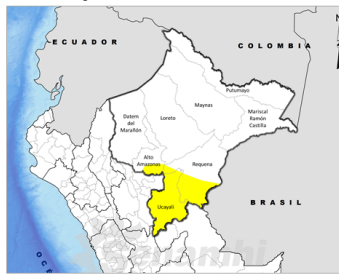 ECUADOR
COLOMBIA
Putumayo
Maynas
Datem
del
Marañón
Loreto
Mariscal
Ramón
Castilla
Alto
Amazonas
Requena
Ucayali
BRASIL